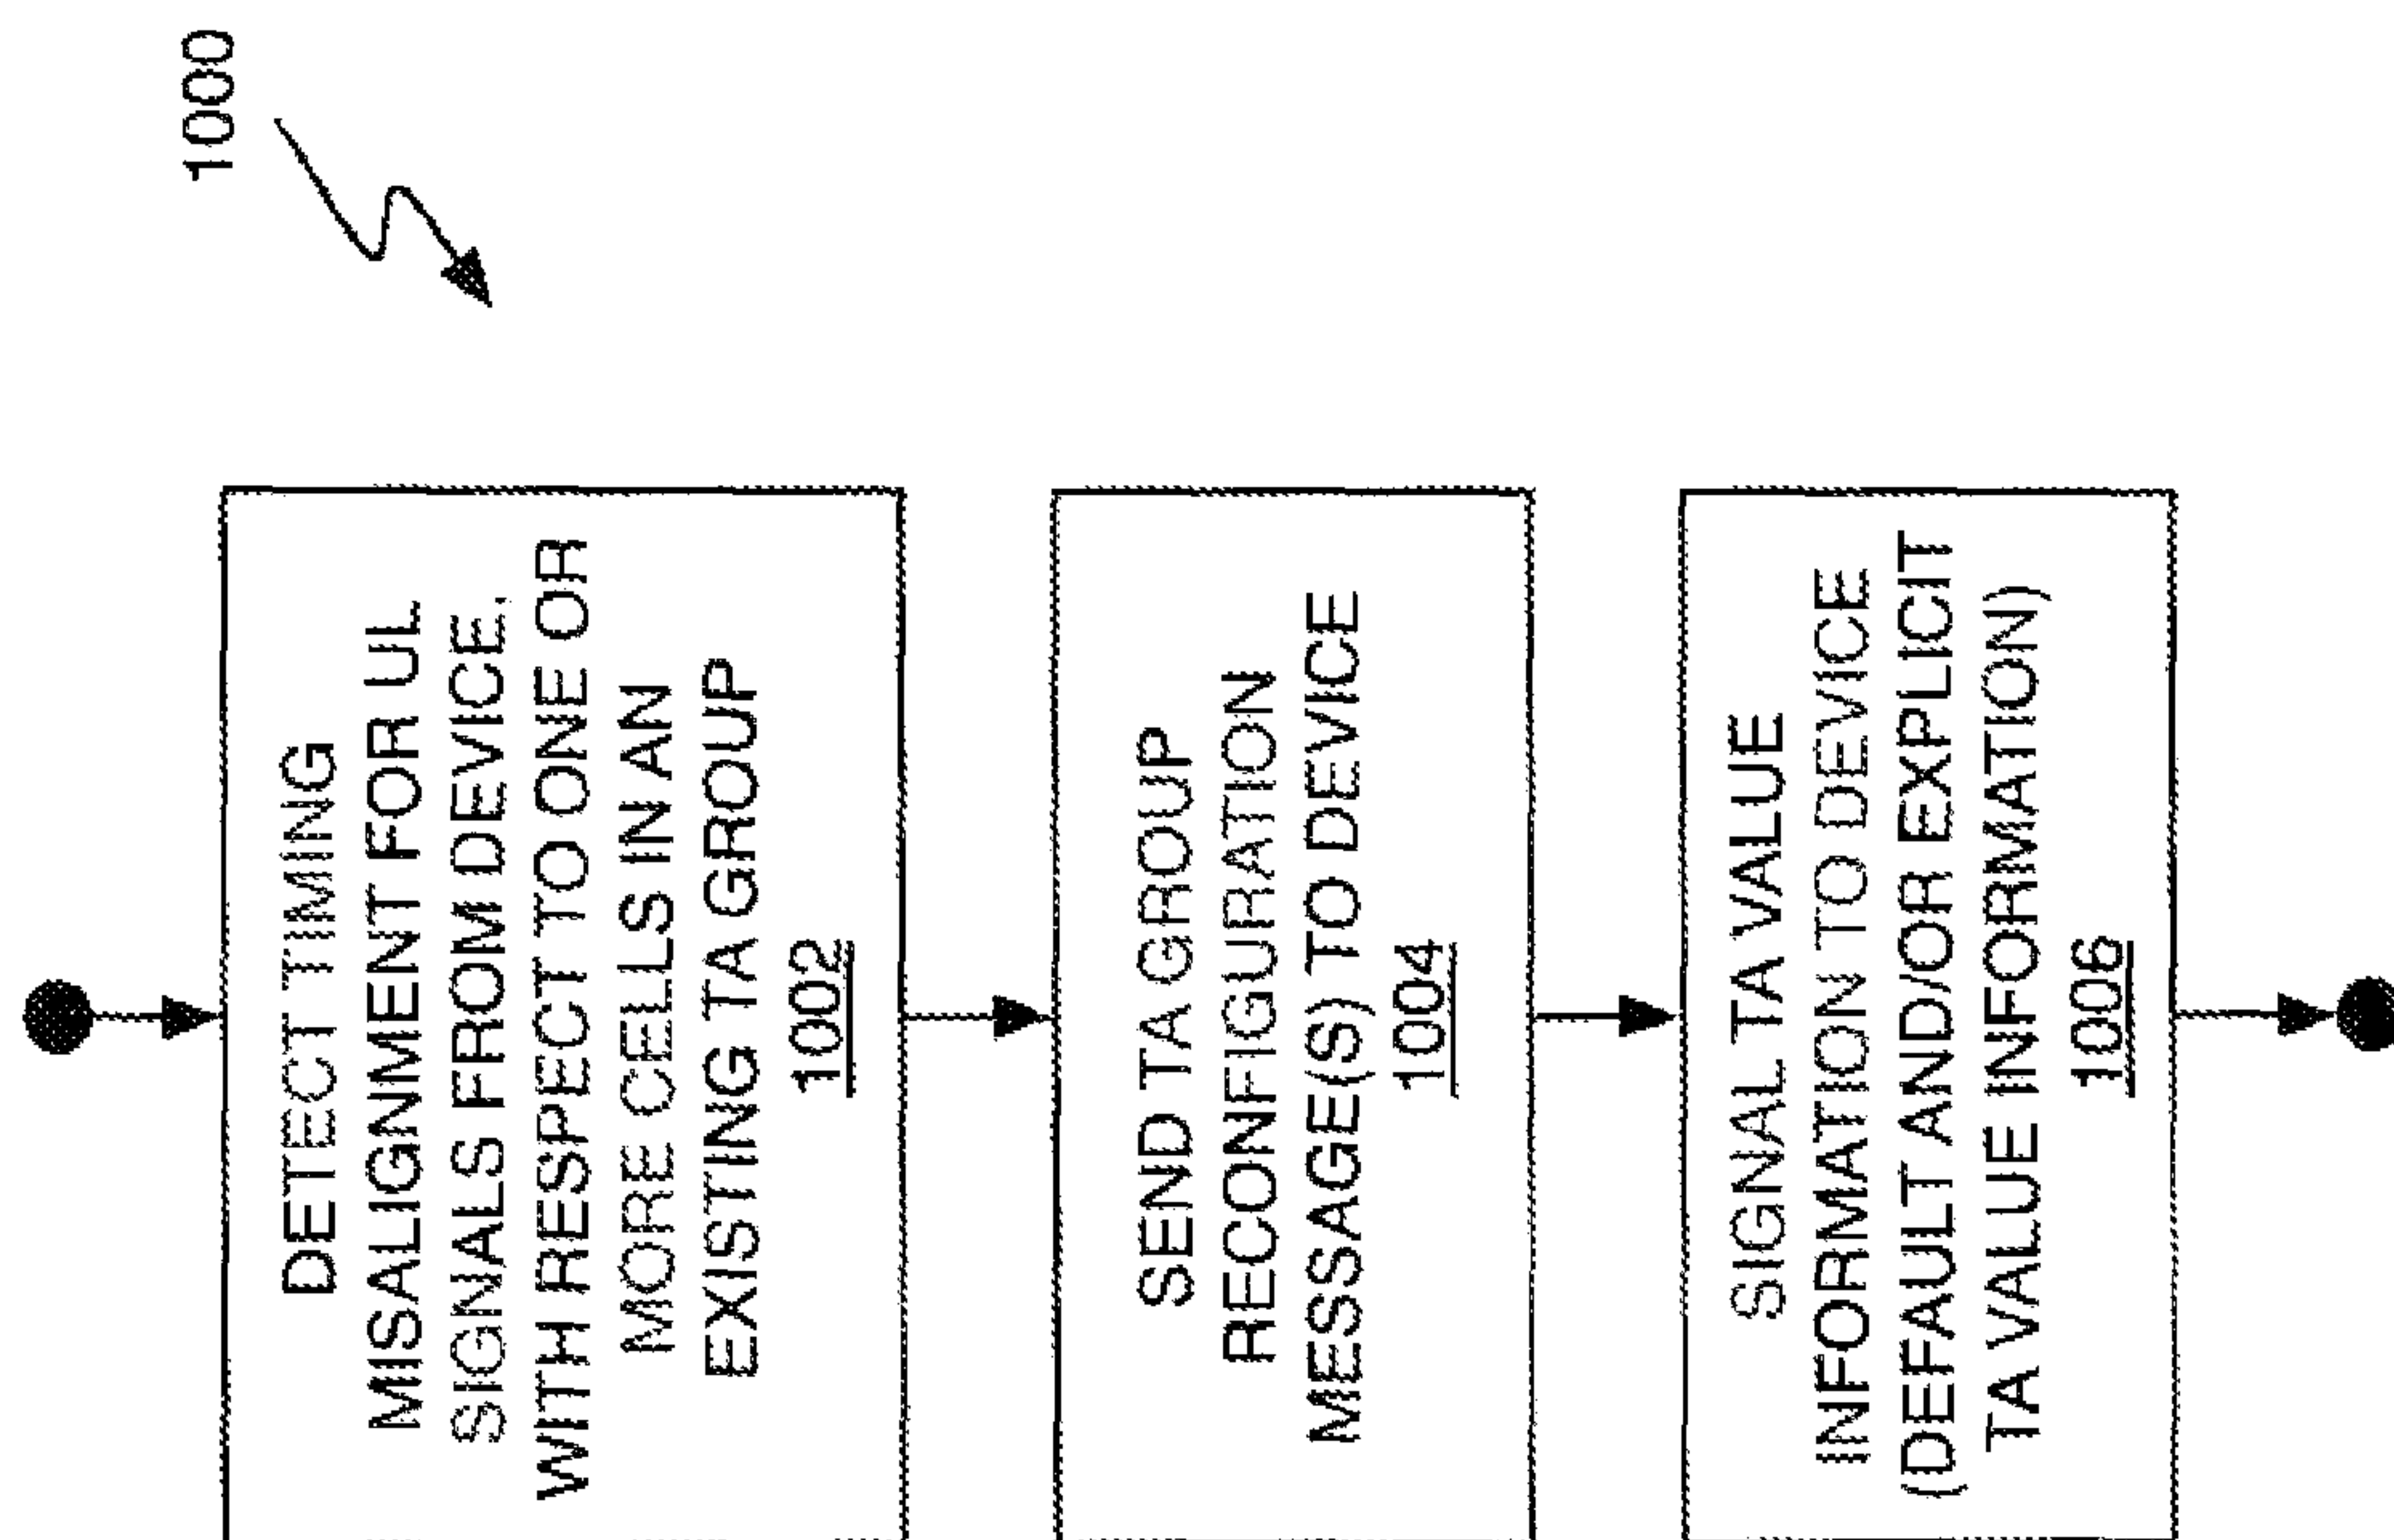 1000
DETECT TIMING
MISALIGNMENT FOR UL
SIGNALS FROM DEVICE,
WITH RESPECT TO ONE OR
MORE CELLS IN AN
EXISTING TA GROUP
1002
SEND TA GROUP
RECONFIGURATION
MESSAGE(S) TO DEVICE
1004
SIGNAL TA VALUE
INFORMATION TO DEVICE
(DEFAULT AND/OR EXPLICIT
TA VALUE INFORMATION)
1006